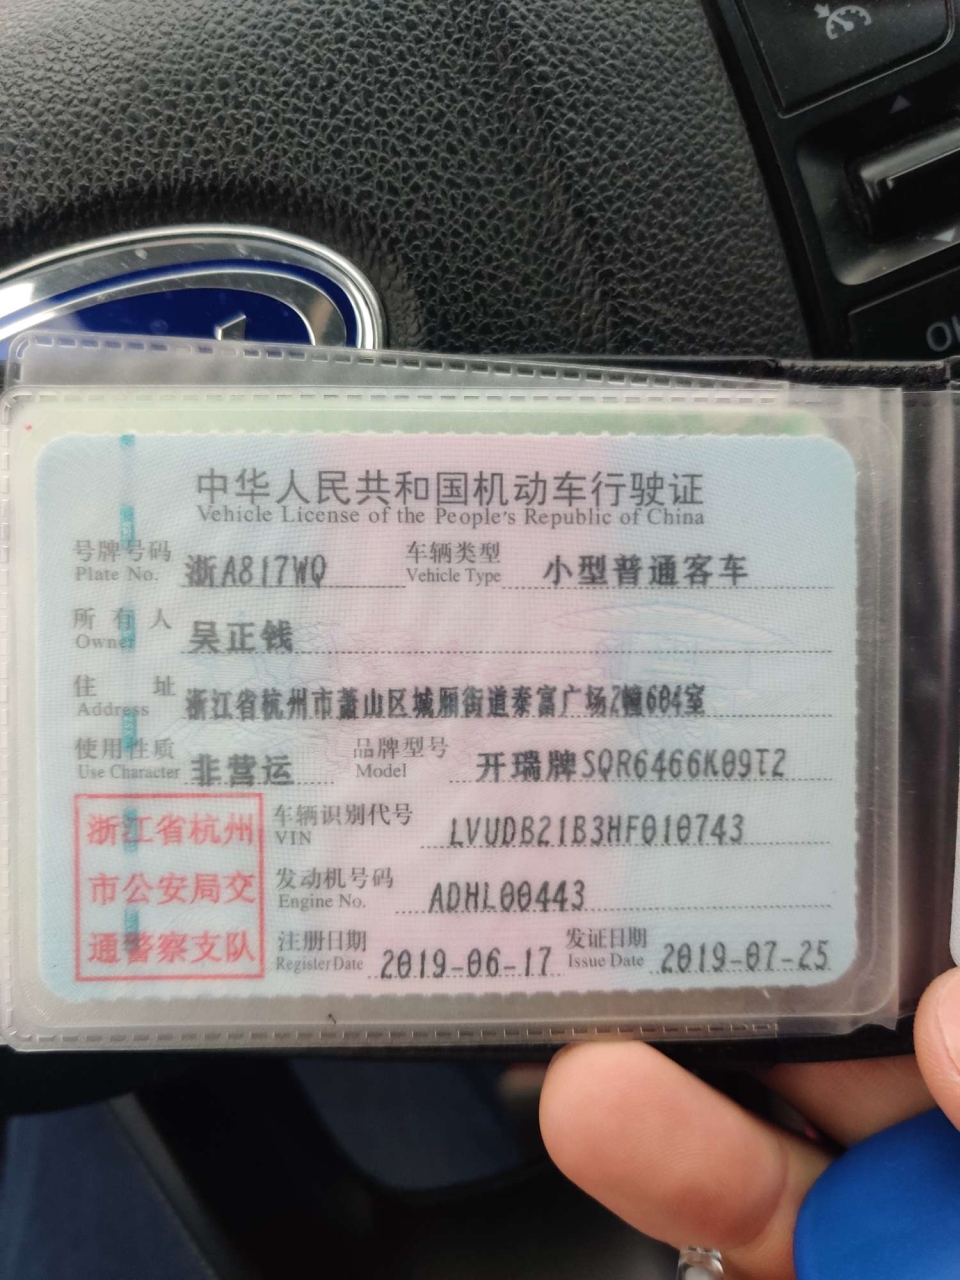 中华人民共和国机动车行驶证
Vehicle License of the People's Republic of China
号牌号码 浙A817WQ 车辆类型 小型普通客车
Plate No. Vehicle Type
所有人 吴正钱
Owner
住址 浙江省杭州市萧山区城厢街道泰富广场2幢604室
Address
使用性质 非营运 品牌型号 开瑞牌SQR6466K09T2
Use Character Model
浙江省杭州
市公安局交
通警察支队
车辆识别代号 LVUDB21B3HF010743
VIN
发动机号码 ADHL00443
Engine No.
注册日期 2019-06-17 发证日期 2019-07-25
Register Date Issue Date